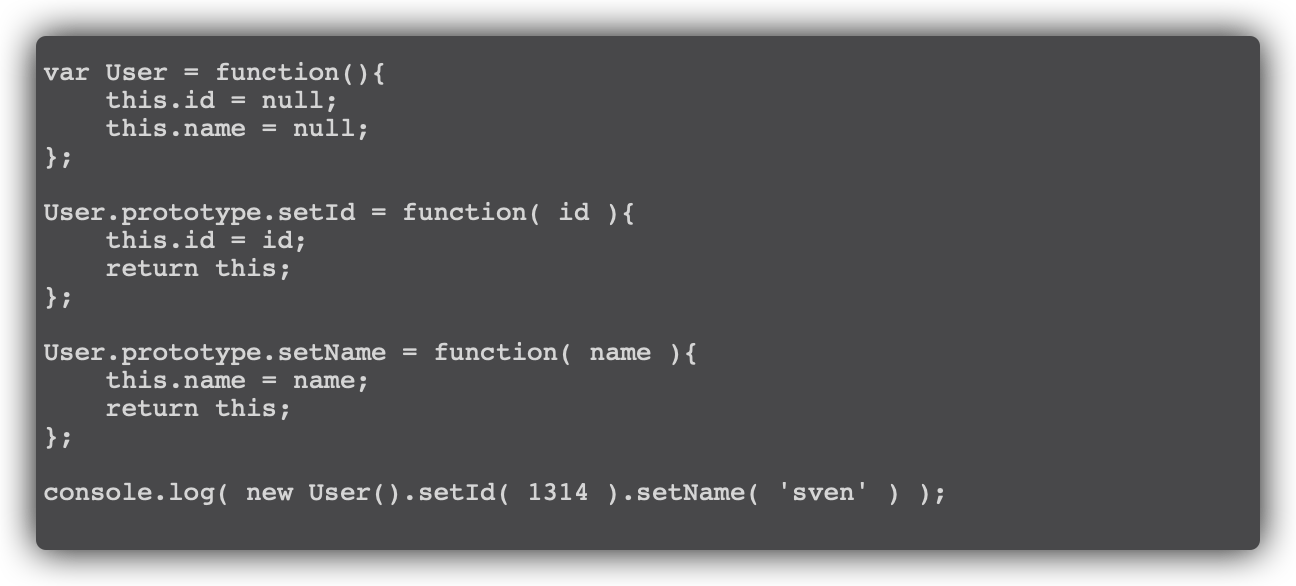 var User = function(){
    this.id = null;
    this.name = null;
};
User.prototype.setId = function( id ){
    this.id = id;
    return this;
};
User.prototype.setName = function( name ){
    this.name = name;
    return this;
};
console.log( new User().setId( 1314 ).setName( 'sven' ) );